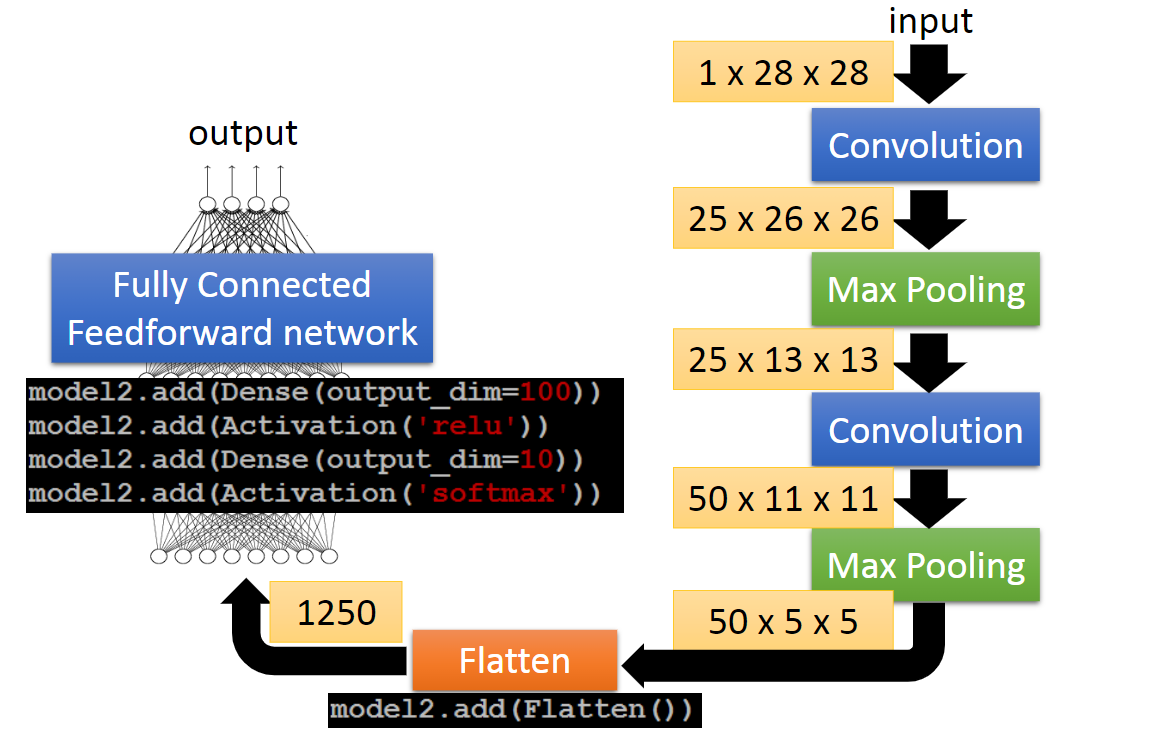 input
1 x 28 x 28
Convolution
25 x 26 x 26
Max Pooling
25 x 13 x 13
Convolution
50 x 11 x 11
Max Pooling
50 x 5 x 5
Flatten
model2.add(Flatten())
1250
output
Fully Connected
Feedforward network
model2.add(Dense(output_dim=100))
model2.add(Activation('relu'))
model2.add(Dense(output_dim=10))
model2.add(Activation('softmax'))